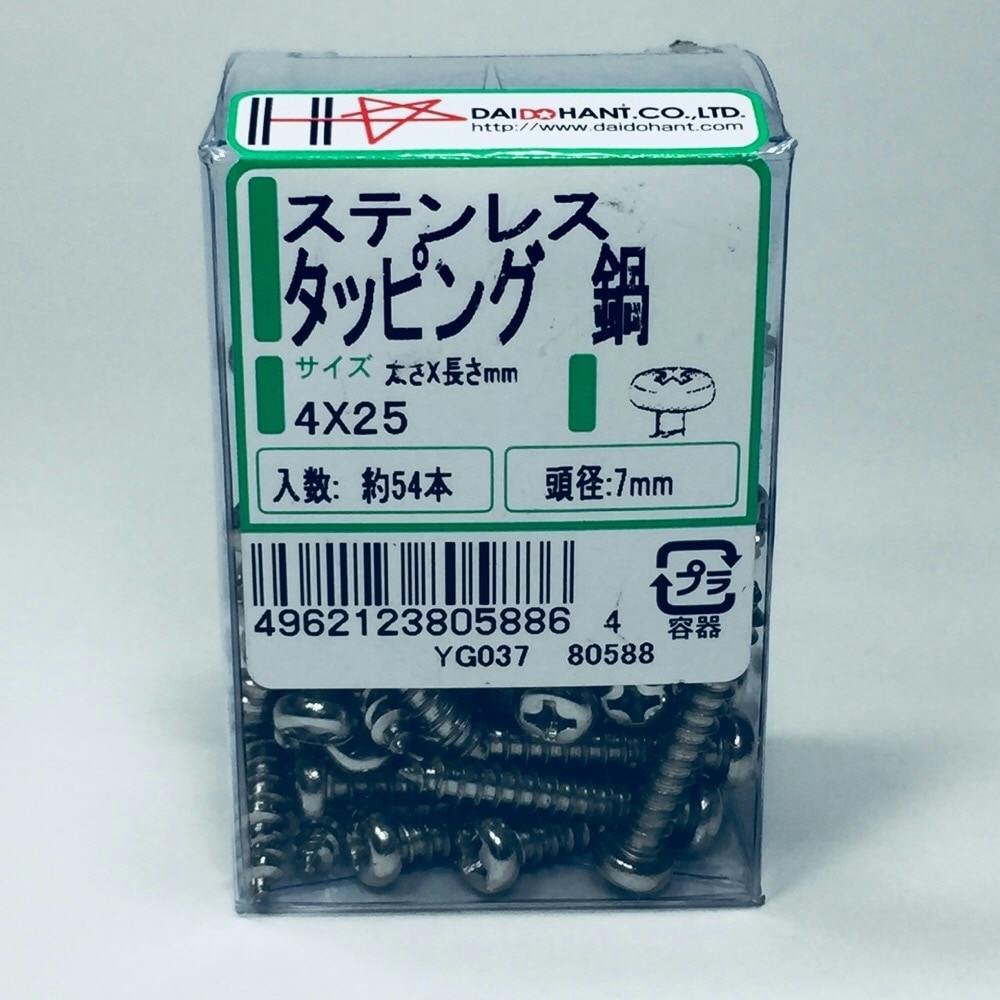 DAIDOHANT.CO.,LTD.
http://www.daidohant.com
ステンレス
タッピング 鍋
サイズ 太さX長さmm
4X25
入数: 約54本 頭径:7mm
プラ
4962123805886 4 容器
YG037 80588